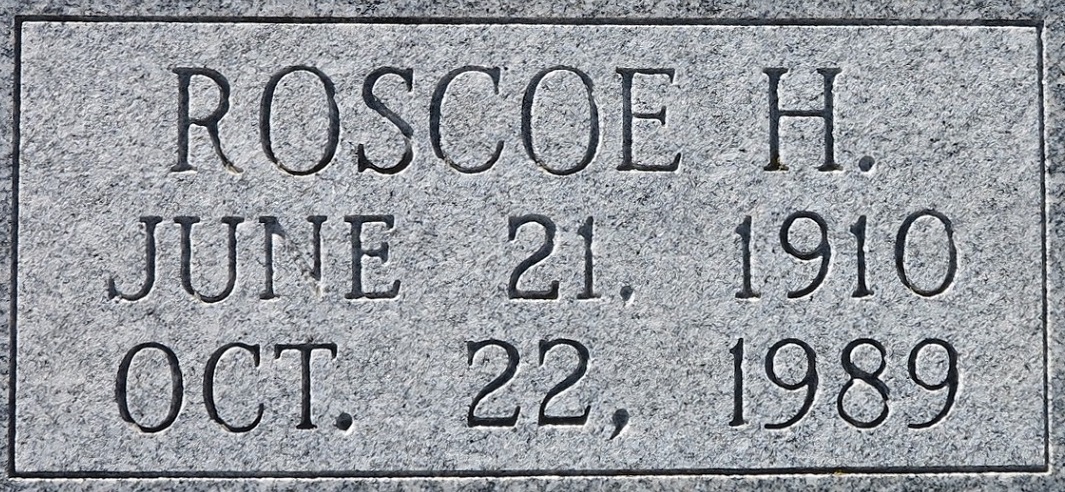 ROSCOE H.
JUNE 21, 1910
OCT. 22, 1989